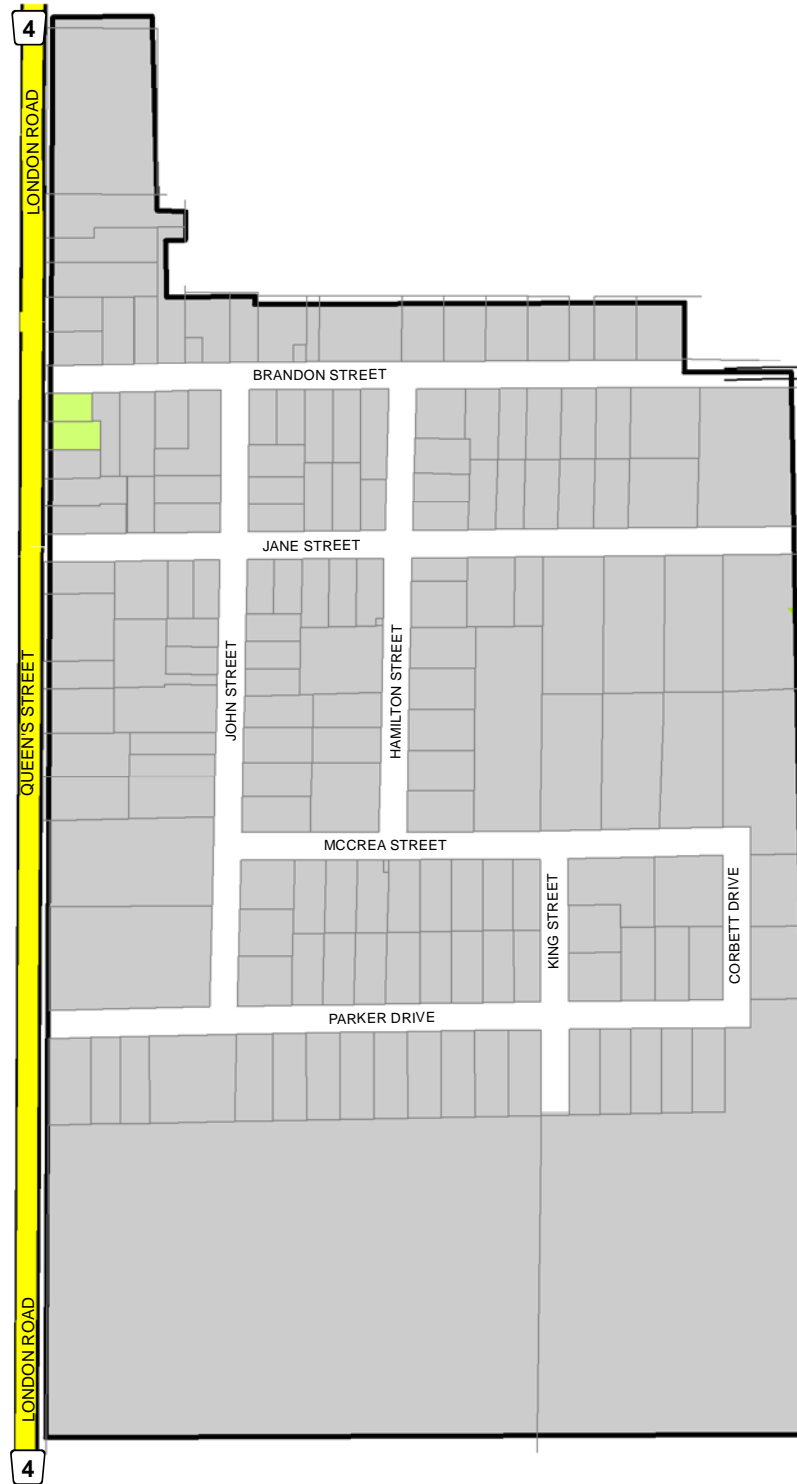 4
LONDON ROAD
BRANDON STREET
JANE STREET
QUEEN'S STREET
JOHN STREET
HAMILTON STREET
MCCREA STREET
KING STREET
CORBETT DRIVE
PARKER DRIVE
LONDON ROAD
4